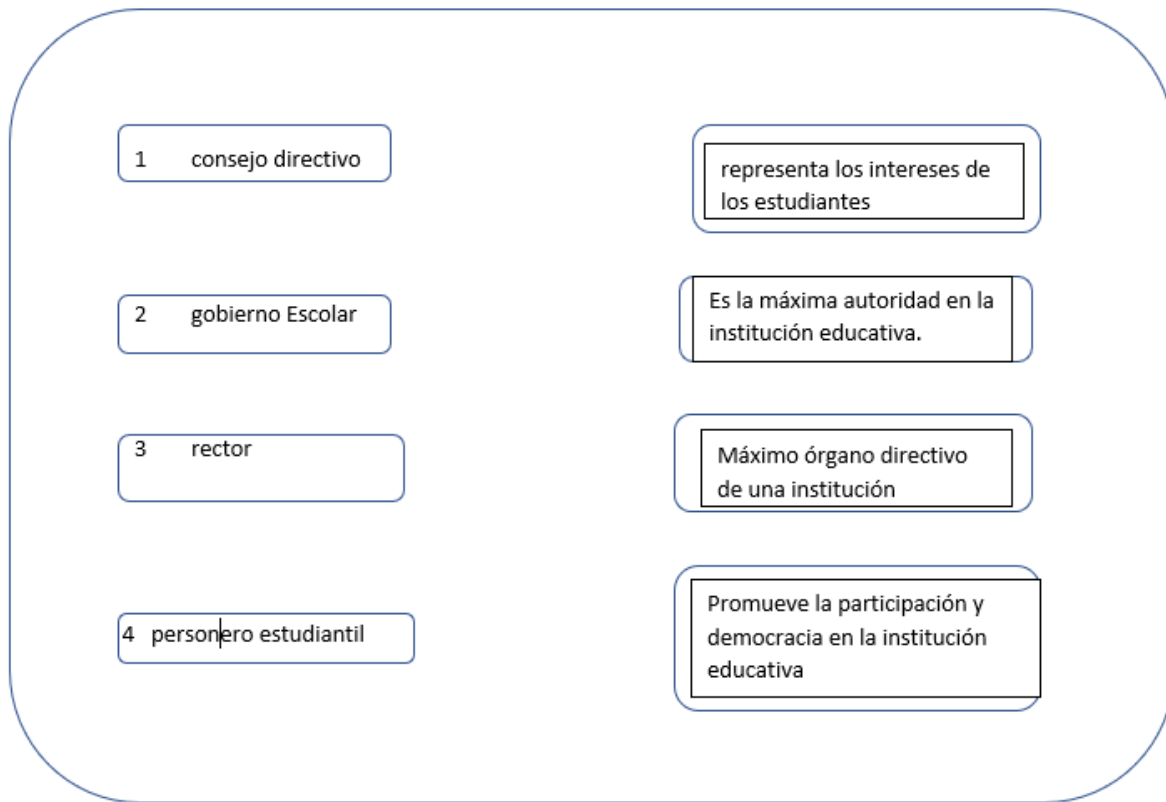 1 consejo directivo
representa los intereses de
los estudiantes
2 gobierno Escolar
Es la máxima autoridad en la
institución educativa.
3 rector
Máximo órgano directivo
de una institución
4 personero estudiantil
Promueve la participación y
democracia en la institución
educativa